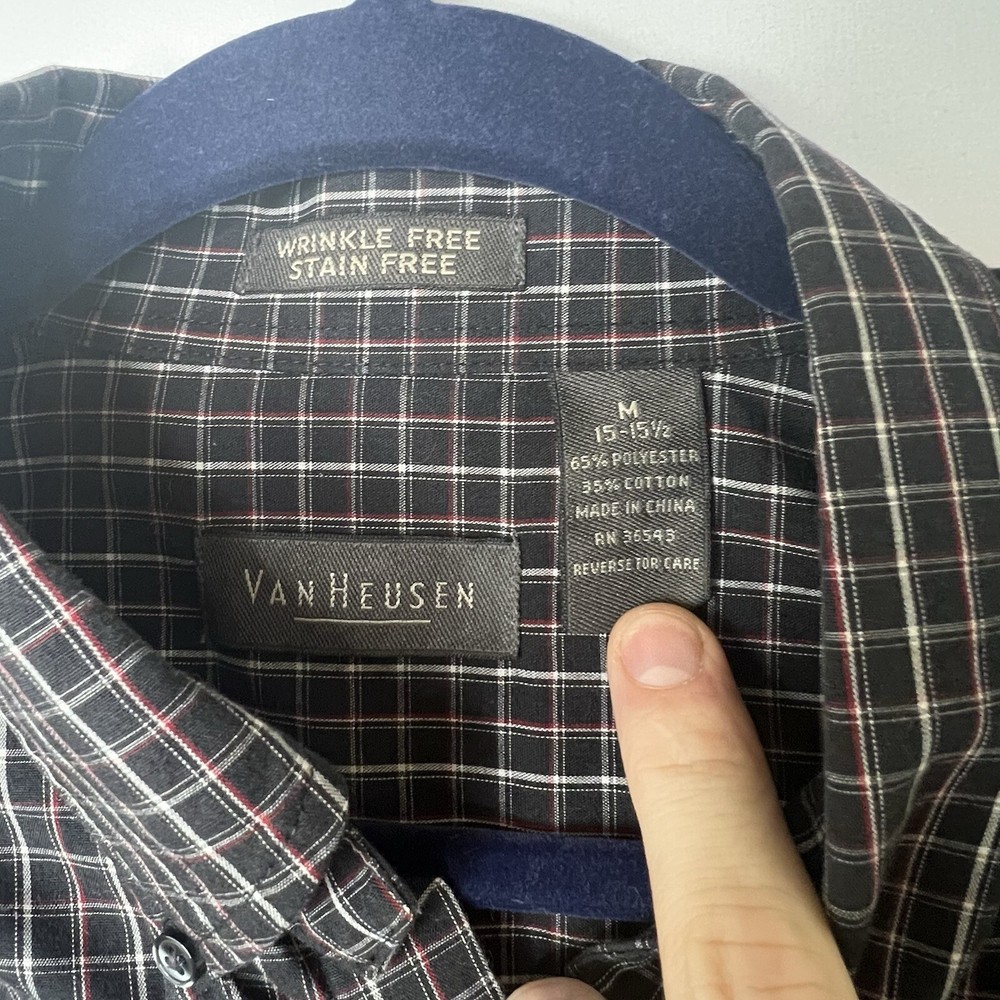 WRINKLE FREE
STAIN FREE
M
15-15½
65% POLYESTER
35% COTTON
MADE IN CHINA
RN 36543
REVERSE FOR CARE
VAN HEUSEN